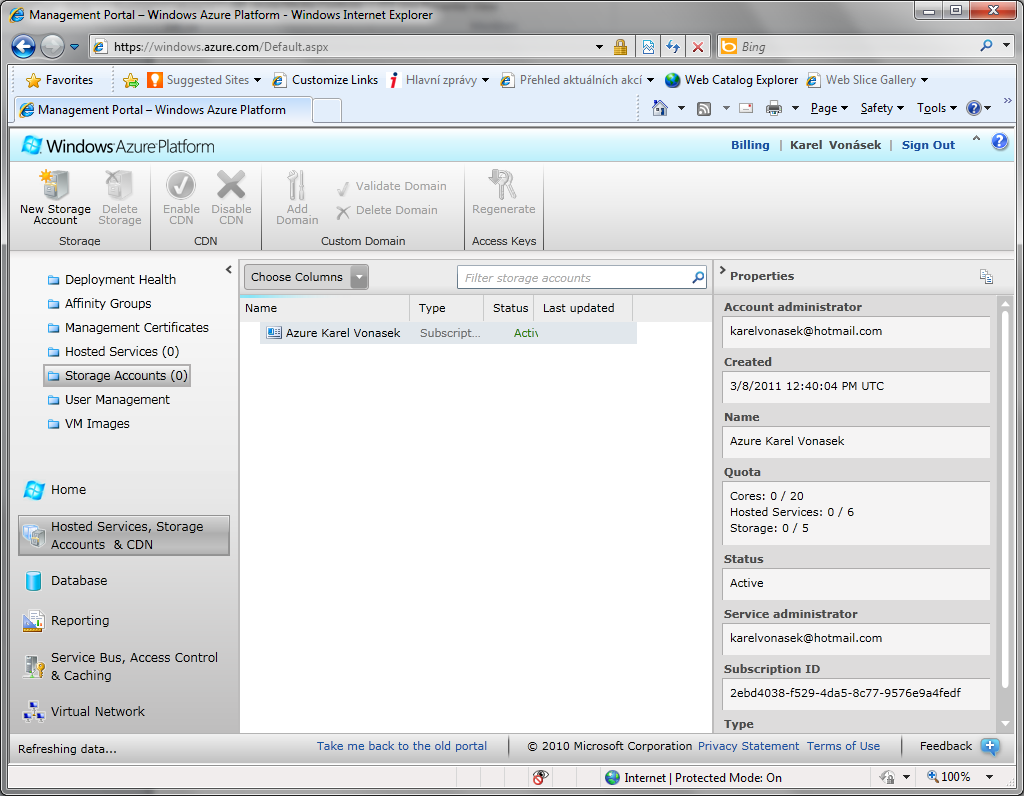 Management Portal – Windows Azure Platform - Windows Internet Explorer
https://windows.azure.com/Default.aspx
Bing
Favorites
Suggested Sites
Customize Links
Hlavní zprávy
Přehled aktuálních akcí
Web Catalog Explorer
Web Slice Gallery
Management Portal – Windows Azure Platform
Page
Safety
Tools
»
Windows Azure Platform
Billing | Karel Vonásek | Sign Out
New Storage
Account
Delete
Storage
Storage
Enable
CDN
Disable
CDN
CDN
Add
Domain
Validate Domain
Delete Domain
Custom Domain
Regenerate
Access Keys
Deployment Health
Affinity Groups
Management Certificates
Hosted Services (0)
Storage Accounts (0)
User Management
VM Images
Home
Hosted Services, Storage
Accounts & CDN
Database
Reporting
Service Bus, Access Control
& Caching
Virtual Network
Choose Columns
Filter storage accounts
Name Type Status Last updated
Azure Karel Vonasek Subscript... Activ
Properties
Account administrator
karelvonasek@hotmail.com
Created
3/8/2011 12:40:04 PM UTC
Name
Azure Karel Vonasek
Quota
Cores: 0 / 20
Hosted Services: 0 / 6
Storage: 0 / 5
Status
Active
Service administrator
karelvonasek@hotmail.com
Subscription ID
2ebd4038-f529-4da5-8c77-9576e9a4fedf
Type
Refreshing data...
Take me back to the old portal
© 2010 Microsoft Corporation Privacy Statement Terms of Use
Feedback
Internet | Protected Mode: On
100%